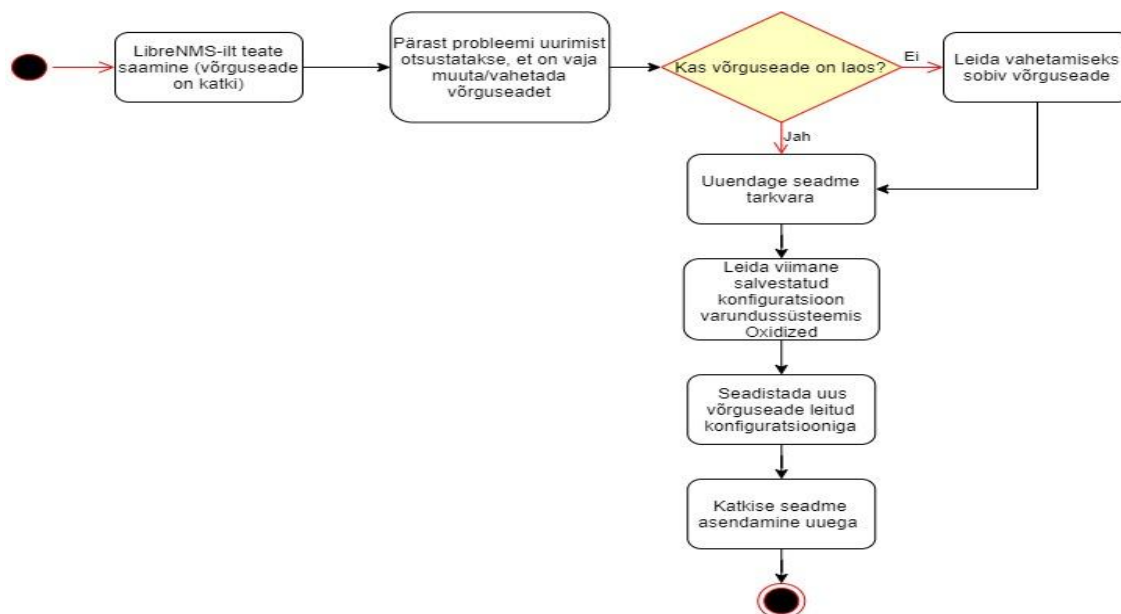 LibreNMS-ilt teate
saamine (võrguseade
on katki)
Pärast probleemi uurimist
otsustatakse, et on vaja
muuta/vahetada
võrguseadet
Kas võrguseade on laos?
Ei
Leida vahetamiseks
sobiv võrguseade
Jah
Uuendage seadme
tarkvara
Leida viimane
salvestatud
konfiguratsioon
varundussüsteemis
Oxidized
Seadistada uus
võrguseade leitud
konfiguratsiooniga
Katkise seadme
asendamine uuega